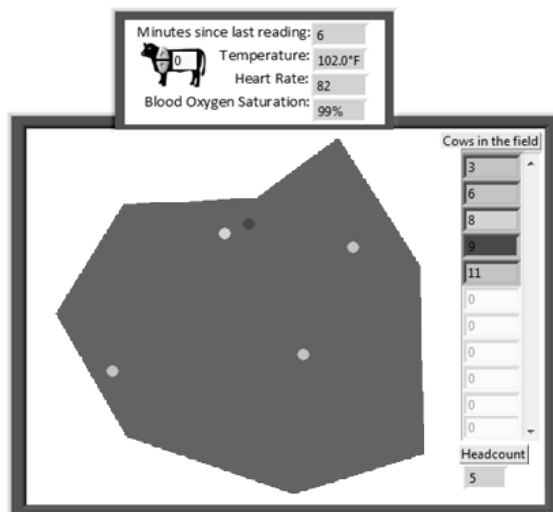 Minutes since last reading: 6
0
Temperature: 102.0°F
Heart Rate: 82
Blood Oxygen Saturation: 99%
Cows in the field
3
6
8
9
11
0
0
0
0
0
0
Headcount
5